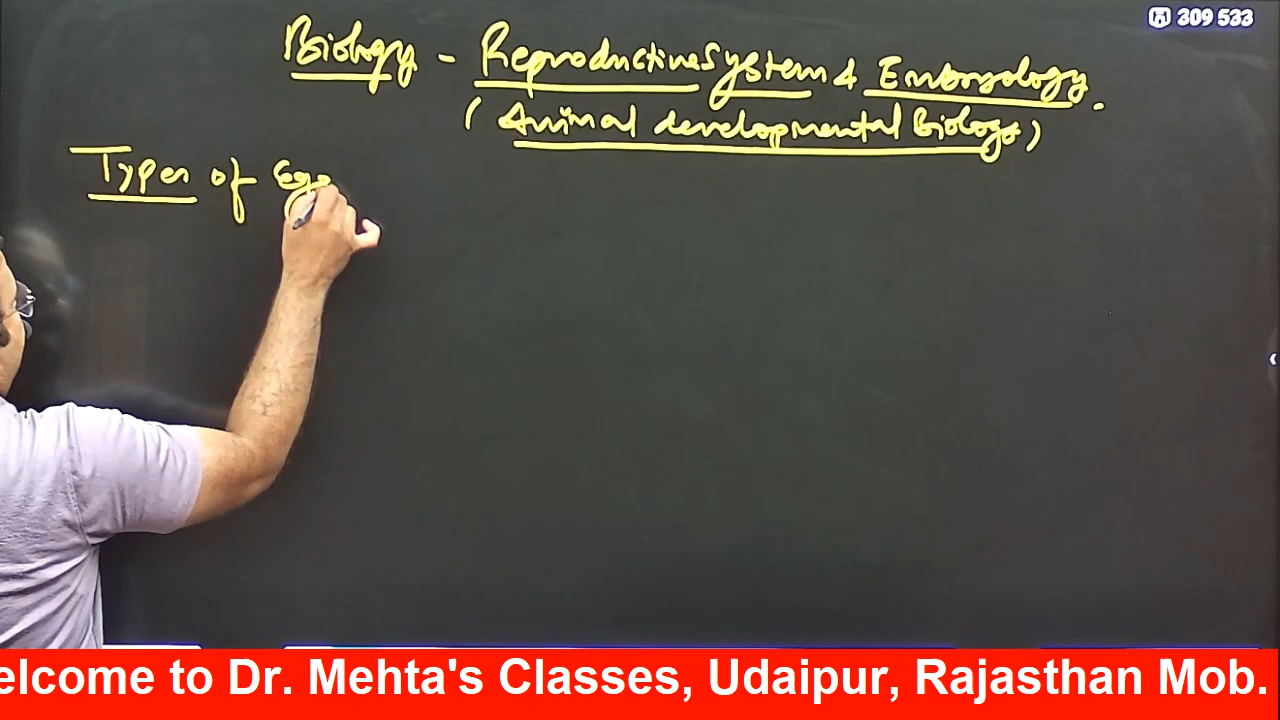 309 533
Biology - Reproductive System & Embryology.
(Animal developmental Biology)
Types of Egg
elcome to Dr. Mehta's Classes, Udaipur, Rajasthan Mob.